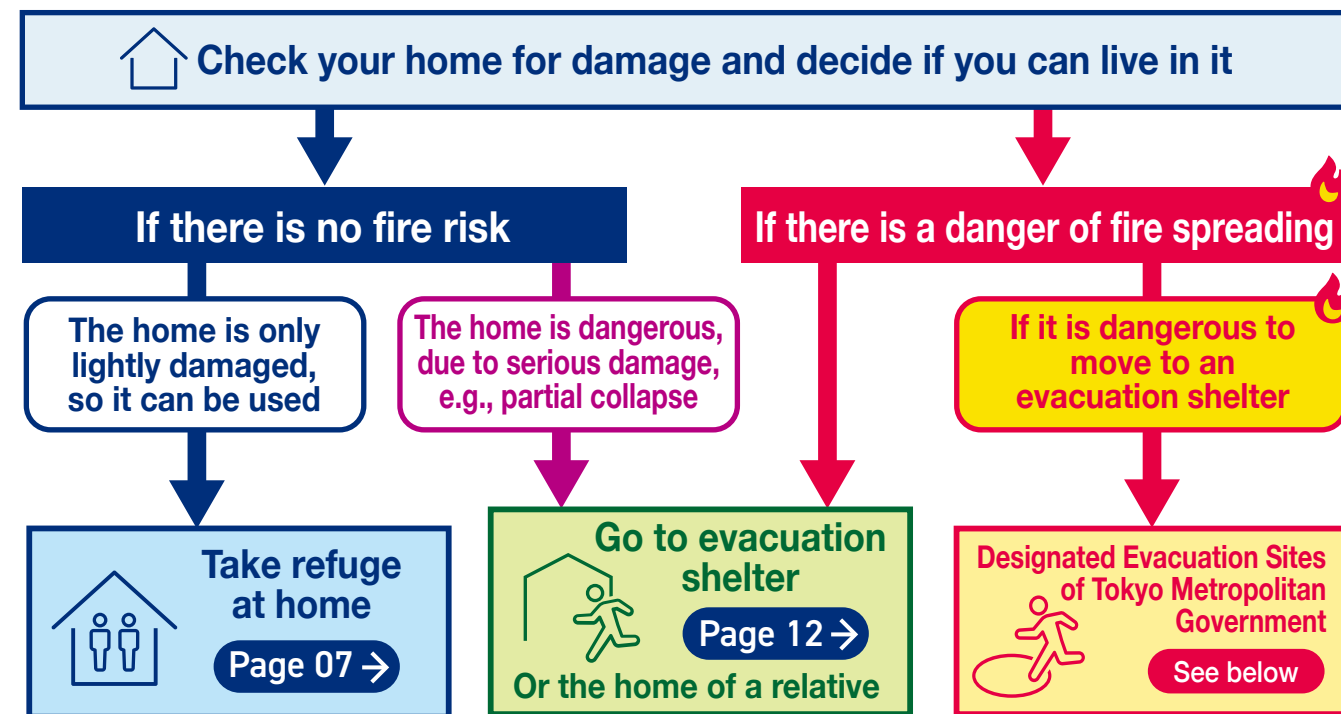 Check your home for damage and decide if you can live in it
If there is no fire risk
If there is a danger of fire spreading
The home is only
lightly damaged,
so it can be used
The home is dangerous,
due to serious damage,
e.g., partial collapse
If it is dangerous to
move to an
evacuation shelter
Take refuge
at home
Page 07 →
Go to evacuation
shelter
Page 12 →
Or the home of a relative
Designated Evacuation Sites
of Tokyo Metropolitan
Government
See below